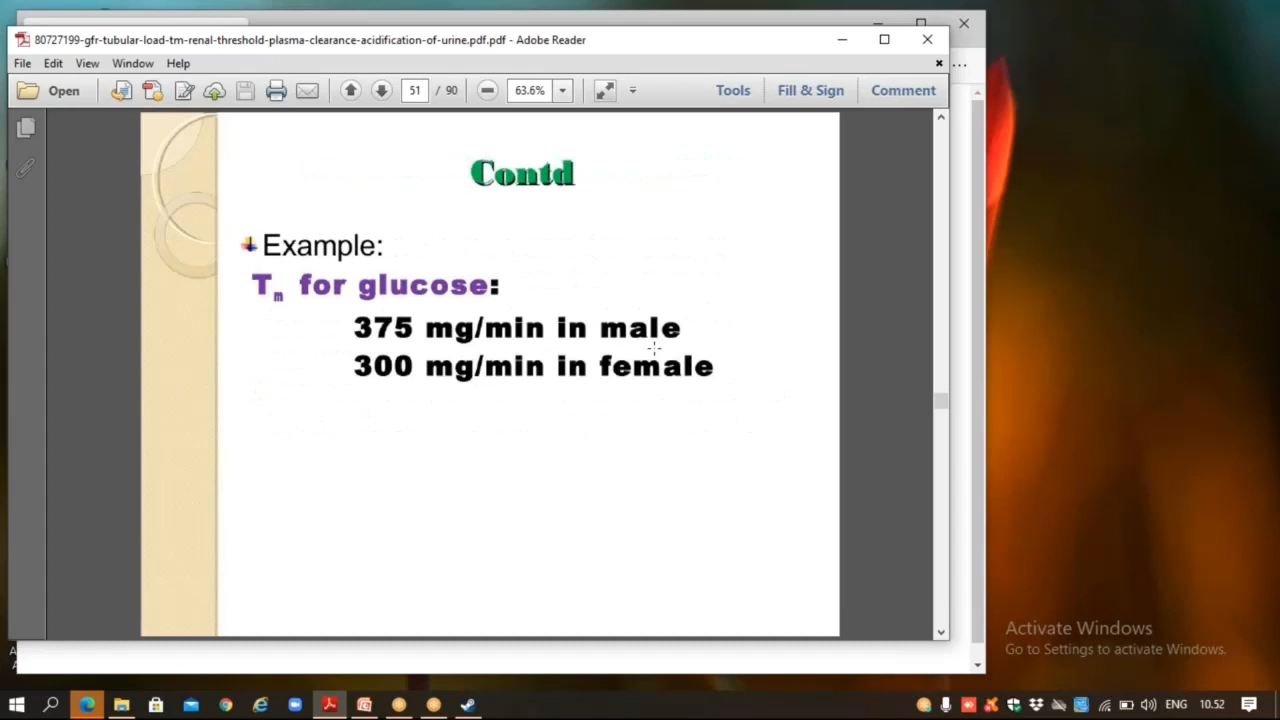 80727199-gfr-tubular-load-tm-renal-threshold-plasma-clearance-acidification-of-urine.pdf.pdf - Adobe Reader
File Edit View Window Help
Open 51 / 90 63.6% Tools Fill & Sign Comment
Contd
Example:
Tm for glucose:
375 mg/min in male
300 mg/min in female
Activate Windows
Go to Settings to activate Windows.
ENG 10.52